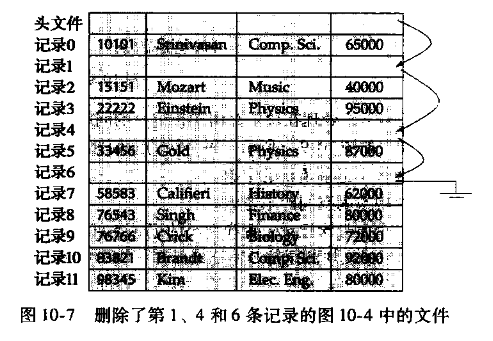 头文件
记录0 10101 Srinivasan Comp. Sci. 65000
记录1
记录2 15151 Mozart Music 40000
记录3 22222 Einstein Physics 95000
记录4
记录5 33456 Gold Physics 87000
记录6
记录7 58583 Califieri History 62000
记录8 76543 Singh Finance 80000
记录9 76766 Crick Biology 72000
记录10 83821 Brandt Comp. Sci. 92000
记录11 98345 Kim Elec. Eng. 80000
图 10-7 删除了第 1、4 和 6 条记录的图 10-4 中的文件